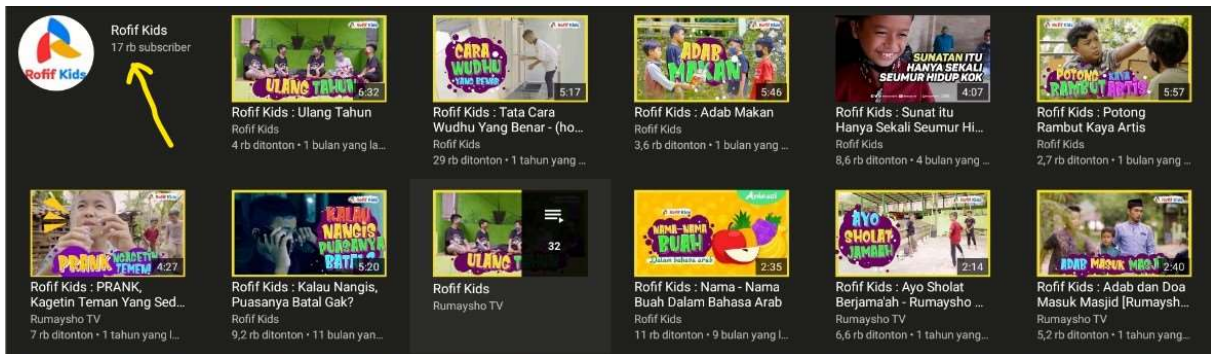 Rofif Kids
Rofif Kids
17 rb subscriber
ULANG TAHUN
6:32
Rofif Kids : Ulang Tahun
Rofif Kids
4 rb ditonton • 1 bulan yang la...
CARA
WUDHU
YANG BENAR
5:17
Rofif Kids : Tata Cara
Wudhu Yang Benar - (ho...
Rofif Kids
29 rb ditonton • 1 tahun yang ...
ADAB
MAKAN
5:46
Rofif Kids : Adab Makan
Rofif Kids
3,6 rb ditonton • 1 bulan yang ...
SUNATAN ITU
HANYA SEKALI,
SEUMUR HIDUP KOK
4:07
Rofif Kids : Sunat itu
Hanya Sekali Seumur Hi...
Rofif Kids
8,6 rb ditonton • 4 bulan yang ...
POTONG
RAMBUT KAYA ARTIS
5:57
Rofif Kids : Potong
Rambut Kaya Artis
Rofif Kids
2,7 rb ditonton • 1 bulan yang ...
PRANK NGAGETIN
TEMEN
4:27
Rofif Kids : PRANK,
Kagetin Teman Yang Sed...
Rumaysho TV
7 rb ditonton • 1 tahun yang l...
KALAU
NANGIS
PUASANYA
BATAL
5:20
Rofif Kids : Kalau Nangis,
Puasanya Batal Gak?
Rofif Kids
9,2 rb ditonton • 11 bulan yan...
ULANG T
32
Rofif Kids
Rumaysho TV
NAMA-NAMA
BUAH
Dalam bahasa arab
2:35
Rofif Kids : Nama - Nama
Buah Dalam Bahasa Arab
Rofif Kids
11 rb ditonton • 9 bulan yang l...
AYO
SHOLAT
JAMAAH
2:14
Rofif Kids : Ayo Sholat
Berjama'ah - Rumaysho ...
Rofif Kids
6,6 rb ditonton • 1 tahun yang...
ADAB MASUK MASJI
2:40
Rofif Kids : Adab dan Doa
Masuk Masjid [Rumaysh...
Rumaysho TV
5,2 rb ditonton • 1 tahun yang...